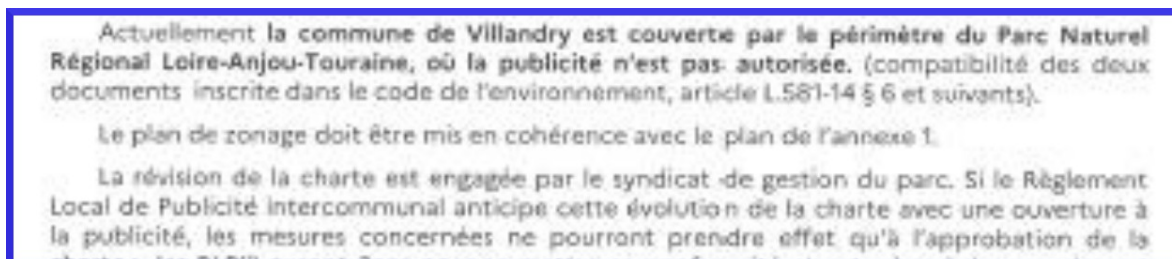 Actuellement la commune de Villandry est couverte par le périmètre du Parc Naturel
Régional Loire-Anjou-Touraine, où la publicité n'est pas autorisée. (compatibilité des deux
documents inscrite dans le code de l'environnement, article L.581-14 § 6 et suivants).
Le plan de zonage doit être mis en cohérence avec le plan de l'annexe 1.
La révision de la charte est engagée par le syndicat de gestion du parc. Si le Règlement
Local de Publicité Intercommunal anticipe cette évolution de la charte avec une ouverture à
la publicité, les mesures concernées ne pourront prendre effet qu'à l'approbation de la